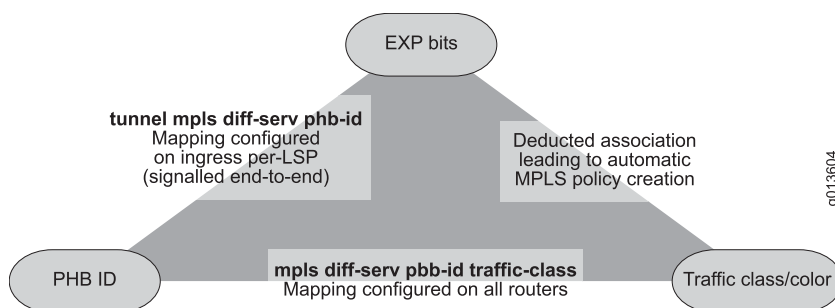 EXP bits
tunnel mpls diff-serv phb-id
Mapping configured
on ingress per-LSP
(signalled end-to-end)
Deducted association
leading to automatic
MPLS policy creation
g013604
PHB ID
mpls diff-serv pbb-id traffic-class
Mapping configured on all routers
Traffic class/color